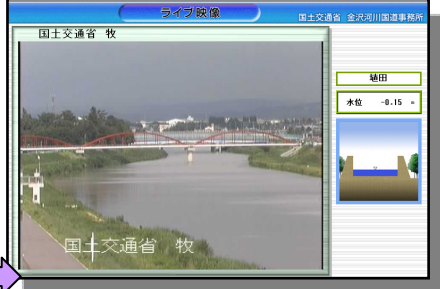 ライブ映像
国土交通省 金沢河川国道事務所
国土交通省 牧
埴田
水位 -0.15 m
国土交通省 牧